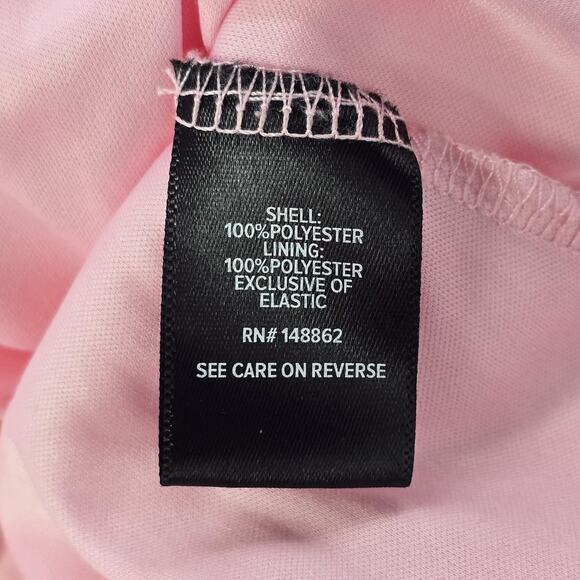 SHELL:
100%POLYESTER
LINING:
100%POLYESTER
EXCLUSIVE OF
ELASTIC
RN# 148862
SEE CARE ON REVERSE